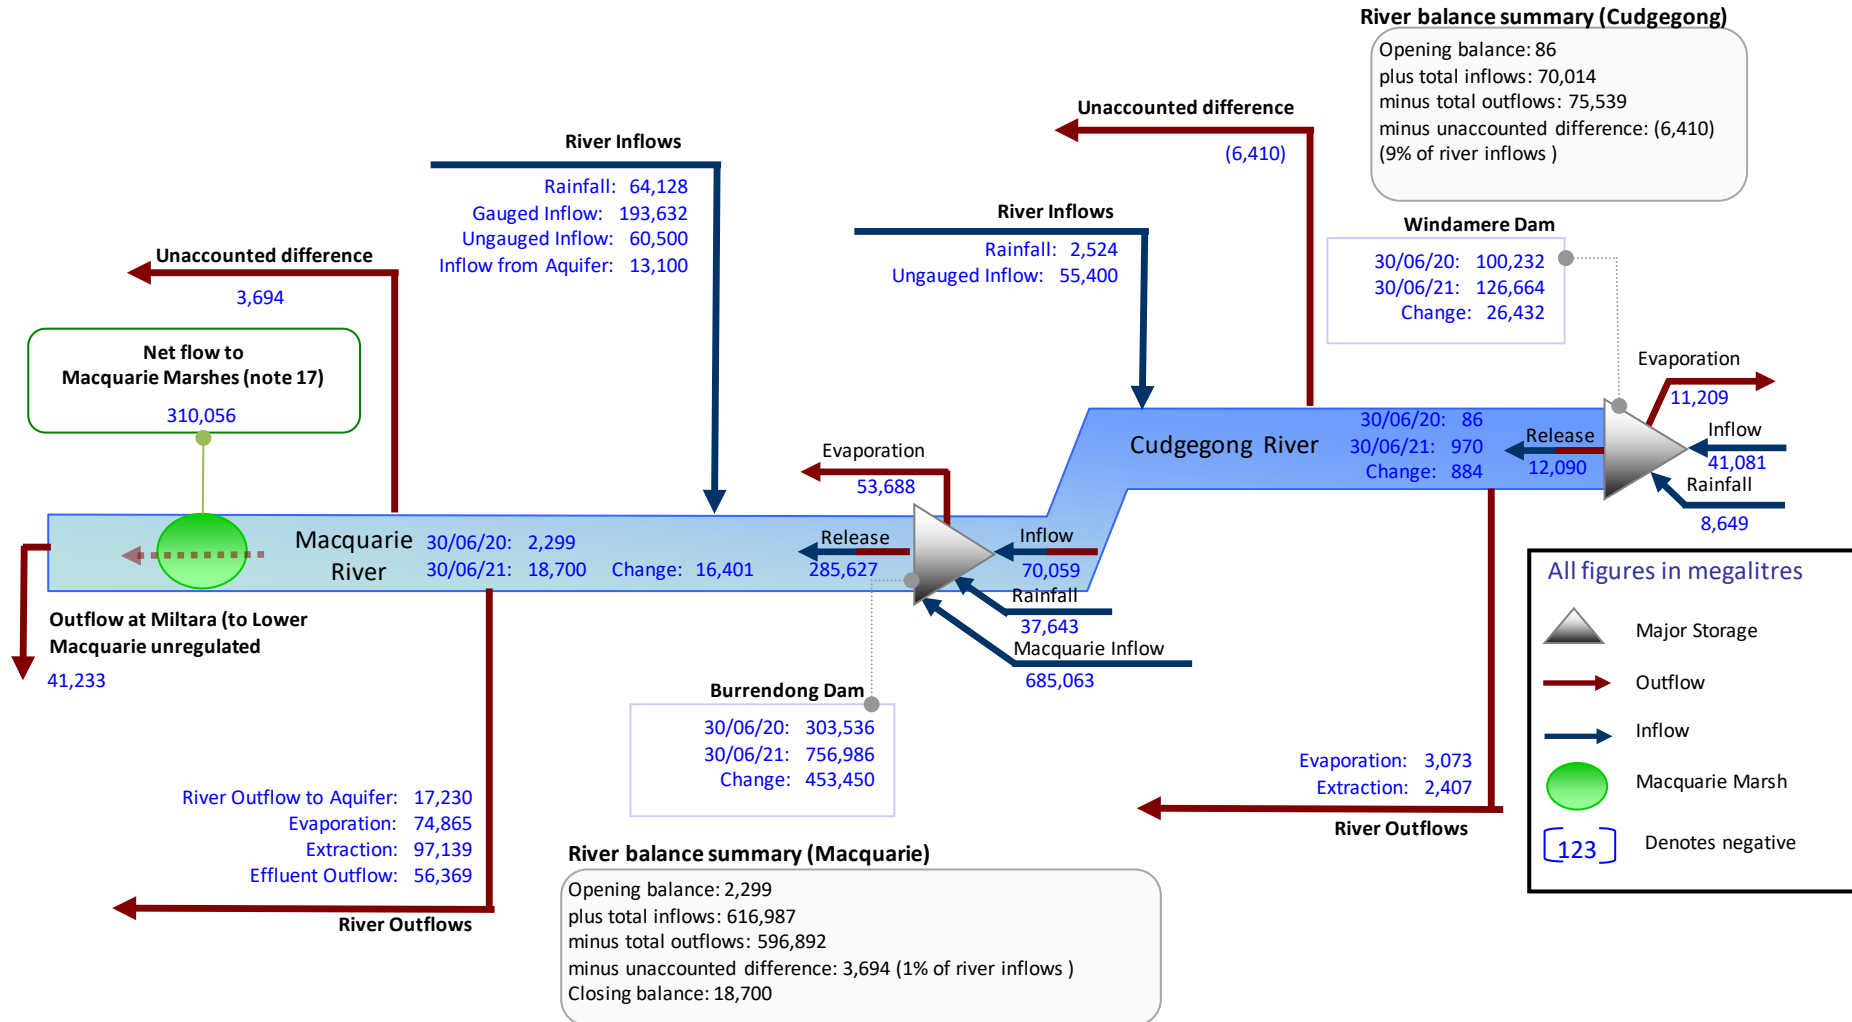 River balance summary (Cudgegong)
Opening balance: 86
plus total inflows: 70,014
minus total outflows: 75,539
minus unaccounted difference: (6,410)
(9% of river inflows )
Unaccounted difference
(6,410)
River Inflows
Rainfall: 64,128
Gauged Inflow: 193,632
Ungauged Inflow: 60,500
Inflow from Aquifer: 13,100
River Inflows
Rainfall: 2,524
Ungauged Inflow: 55,400
Windamere Dam
30/06/20: 100,232
30/06/21: 126,664
Change: 26,432
Unaccounted difference
3,694
Net flow to
Macquarie Marshes (note 17)
310,056
Evaporation
11,209
Inflow
41,081
Rainfall
8,649
Cudgegong River
30/06/20: 86
30/06/21: 970
Change: 884
Release
12,090
Evaporation
53,688
Macquarie
River
30/06/20: 2,299
30/06/21: 18,700 Change: 16,401
Release
285,627
Inflow
70,059
Rainfall
37,643
Macquarie Inflow
685,063
Outflow at Miltara (to Lower
Macquarie unregulated
41,233
Burrendong Dam
30/06/20: 303,536
30/06/21: 756,986
Change: 453,450
All figures in megalitres
Major Storage
Outflow
Inflow
Macquarie Marsh
[123] Denotes negative
Evaporation: 3,073
Extraction: 2,407
River Outflows
River Outflow to Aquifer: 17,230
Evaporation: 74,865
Extraction: 97,139
Effluent Outflow: 56,369
River Outflows
River balance summary (Macquarie)
Opening balance: 2,299
plus total inflows: 616,987
minus total outflows: 596,892
minus unaccounted difference: 3,694 (1% of river inflows )
Closing balance: 18,700